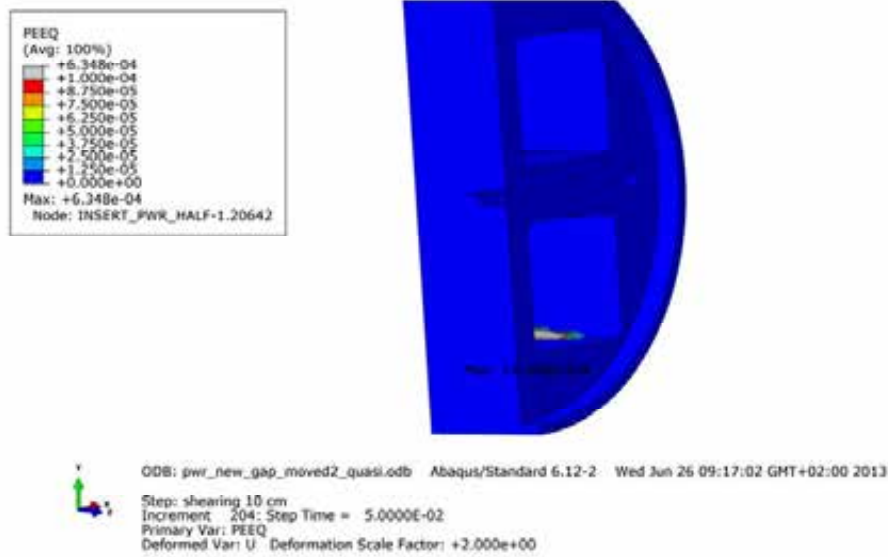 PEEQ
(Avg: 100%)
+6.348e-04
+1.000e-04
+8.750e-05
+7.500e-05
+6.250e-05
+5.000e-05
+3.750e-05
+2.500e-05
+1.250e-05
+0.000e+00
Max: +6.348e-04
Node: INSERT_PWR_HALF-1.20642
Max:
Y
ODB: pwr_new_gap_moved2_quasi.odb Abaqus/Standard 6.12-2 Wed Jun 26 09:17:02 GMT+02:00 2013
Step: shearing 10 cm
Increment 204: Step Time = 5.0000E-02
Primary Var: PEEQ
Deformed Var: U Deformation Scale Factor: +2.000e+00